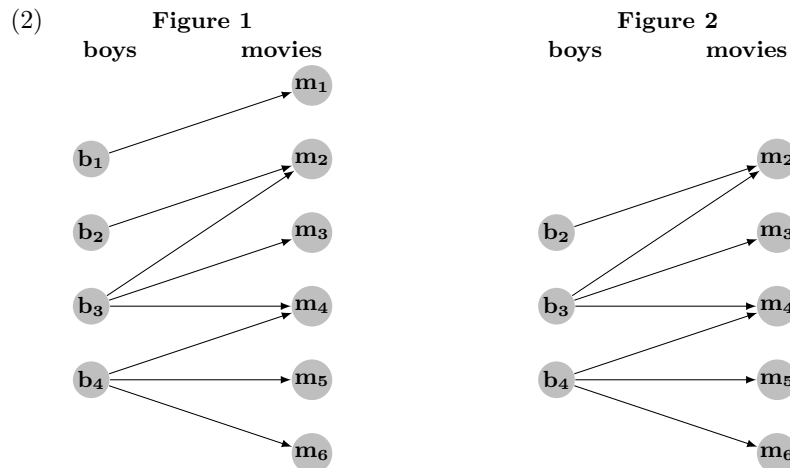 (2) Figure 1 Figure 2
boys movies boys movies
m1
b1 m2 m2
b2 m3 b2 m3
b3 m4 b3 m4
b4 m5 b4 m5
m6 m6